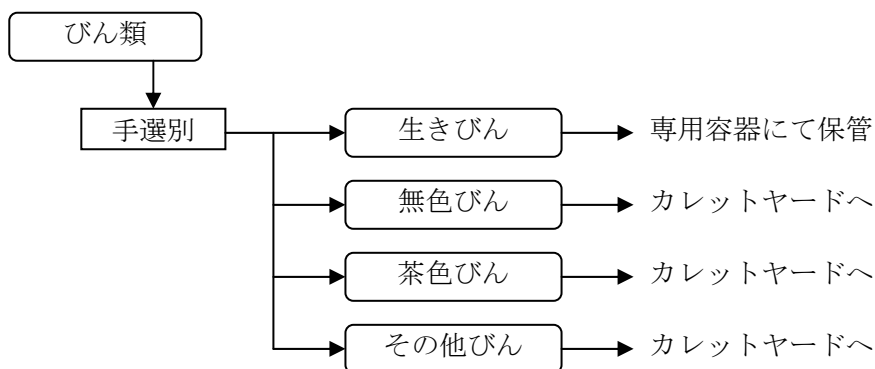 びん類
手選別
生きびん
専用容器にて保管
無色びん
カレットヤードへ
茶色びん
カレットヤードへ
その他びん
カレットヤードへ